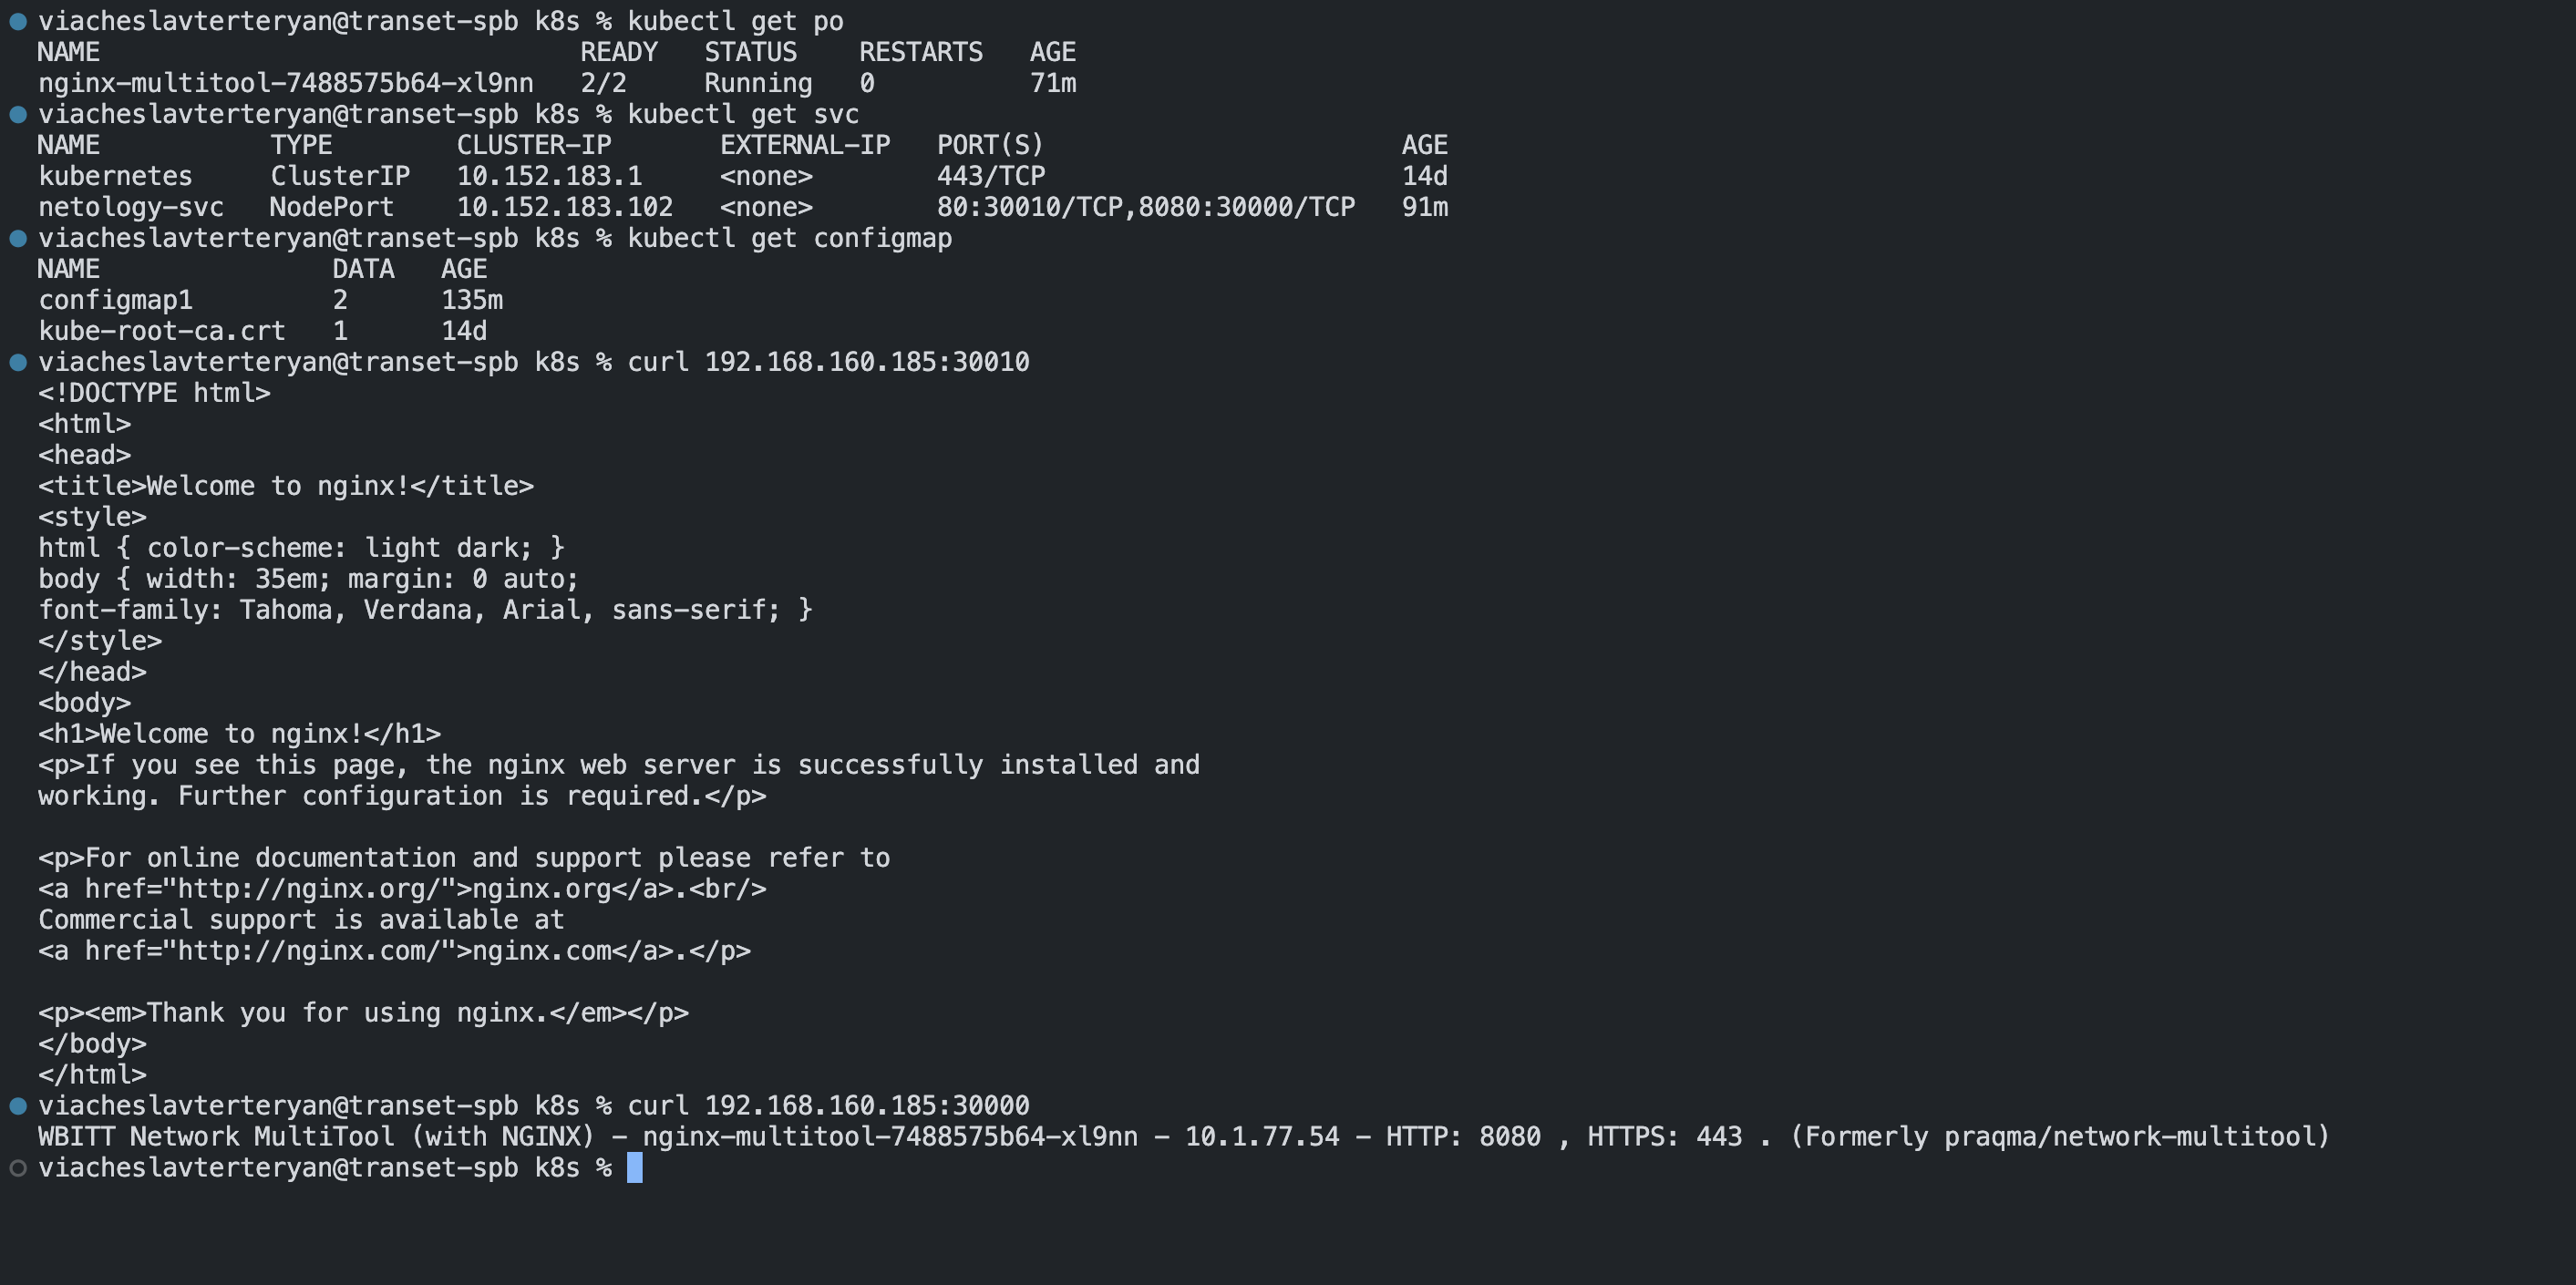 viacheslavterteryan@transet-spb k8s % kubectl get po
NAME                               READY   STATUS    RESTARTS   AGE
nginx-multitool-7488575b64-xl9nn   2/2     Running   0          71m
viacheslavterteryan@transet-spb k8s % kubectl get svc
NAME           TYPE        CLUSTER-IP       EXTERNAL-IP   PORT(S)                       AGE
kubernetes     ClusterIP   10.152.183.1     <none>        443/TCP                       14d
netology-svc   NodePort    10.152.183.102   <none>        80:30010/TCP,8080:30000/TCP   91m
viacheslavterteryan@transet-spb k8s % kubectl get configmap
NAME               DATA   AGE
configmap1         2      135m
kube-root-ca.crt   1      14d
viacheslavterteryan@transet-spb k8s % curl 192.168.160.185:30010
<!DOCTYPE html>
<html>
<head>
<title>Welcome to nginx!</title>
<style>
html { color-scheme: light dark; }
body { width: 35em; margin: 0 auto;
font-family: Tahoma, Verdana, Arial, sans-serif; }
</style>
</head>
<body>
<h1>Welcome to nginx!</h1>
<p>If you see this page, the nginx web server is successfully installed and
working. Further configuration is required.</p>

<p>For online documentation and support please refer to
<a href="http://nginx.org/">nginx.org</a>.<br/>
Commercial support is available at
<a href="http://nginx.com/">nginx.com</a>.</p>

<p><em>Thank you for using nginx.</em></p>
</body>
</html>
viacheslavterteryan@transet-spb k8s % curl 192.168.160.185:30000
WBITT Network MultiTool (with NGINX) - nginx-multitool-7488575b64-xl9nn - 10.1.77.54 - HTTP: 8080 , HTTPS: 443 . (Formerly praqma/network-multitool)
viacheslavterteryan@transet-spb k8s %